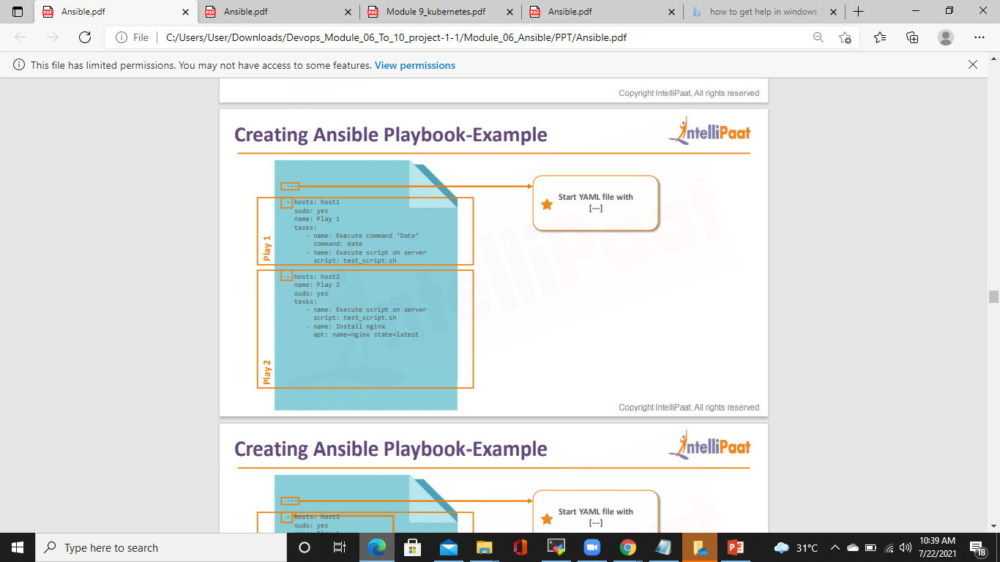 Ansible.pdf
Ansible.pdf
Module 9_kubernetes.pdf
Ansible.pdf
how to get help in windows
File
C:/Users/User/Downloads/Devops_Module_06_To_10_project-1-1/Module_06_Ansible/PPT/Ansible.pdf
This file has limited permissions. You may not have access to some features. View permissions
Copyright IntelliPaat, All rights reserved
Creating Ansible Playbook-Example
IntelliPaat
---
Start YAML file with
[---]
Play 1
- hosts: host1
sudo: yes
name: Play 1
tasks:
- name: Execute command ‘Date’
command: date
- name: Execute script on server
script: test_script.sh
Play 2
- hosts: host2
name: Play 2
sudo: yes
tasks:
- name: Execute script on server
script: test_script.sh
- name: Install nginx
apt: name=nginx state=latest
IntelliPaat
Copyright IntelliPaat. All rights reserved
Creating Ansible Playbook-Example
IntelliPaat
---
Start YAML file with
[---]
- hosts: host1
sudo: yes
Type here to search
31°C
10:39 AM
7/22/2021
18